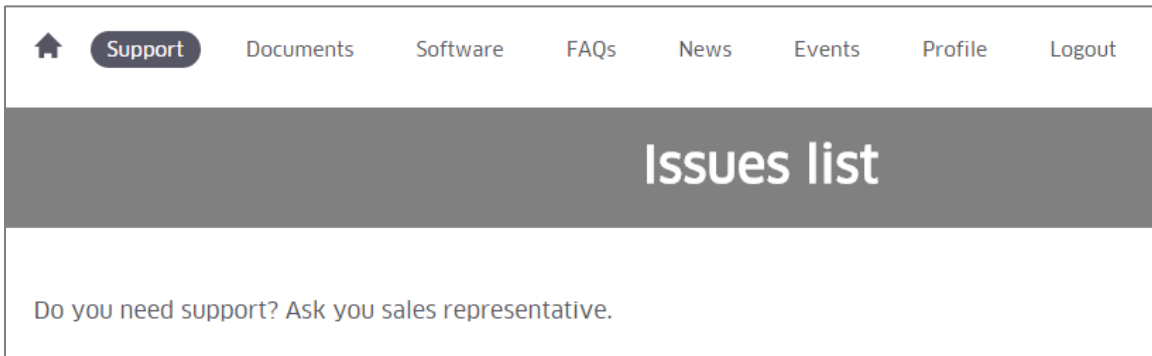 Support Documents Software FAQs News Events Profile Logout
Issues list
Do you need support? Ask you sales representative.